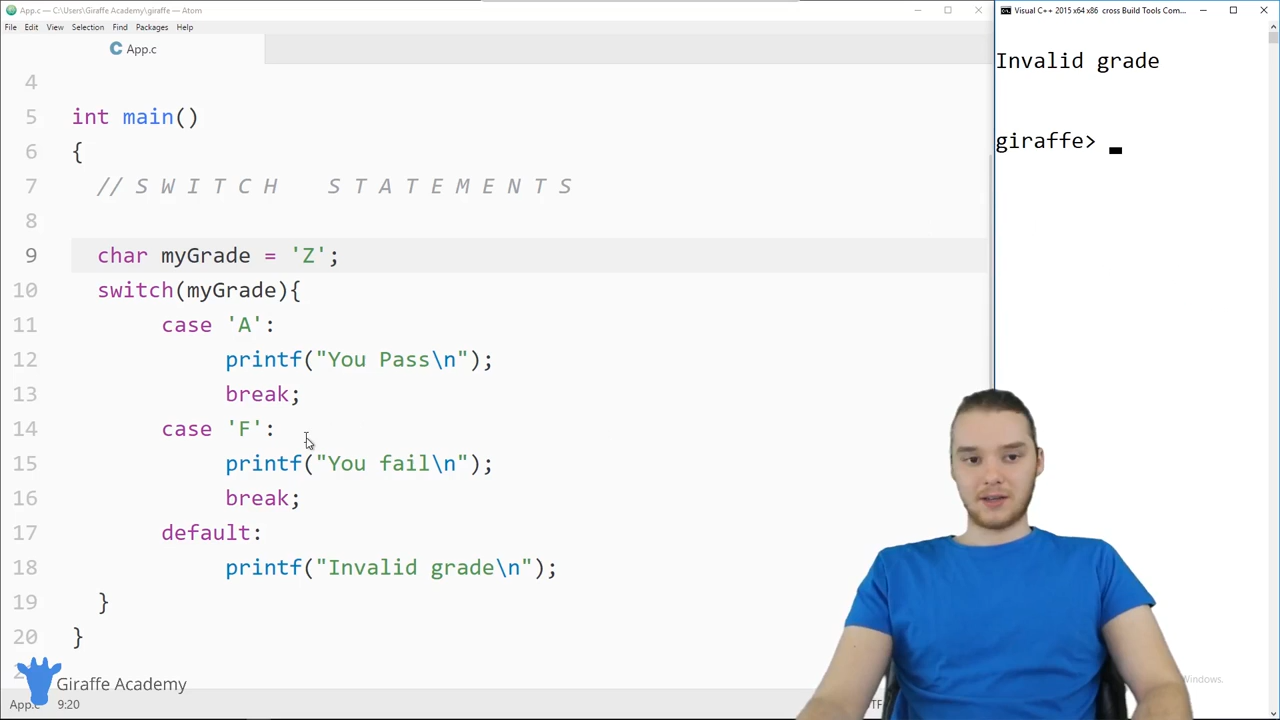 App.c — C:\Users\Giraffe Academy\giraffe — Atom
File Edit View Selection Find Packages Help
App.c
4
5 int main()
6 {
7 // S W I T C H   S T A T E M E N T S
8
9 char myGrade = 'Z';
10 switch(myGrade){
11 case 'A':
12 printf("You Pass\n");
13 break;
14 case 'F':
15 printf("You fail\n");
16 break;
17 default:
18 printf("Invalid grade\n");
19 }
20 }
Giraffe Academy
App.c 9:20
Visual C++ 2015 x64 x86 cross Build Tools Com...
Invalid grade
giraffe>
Windows.